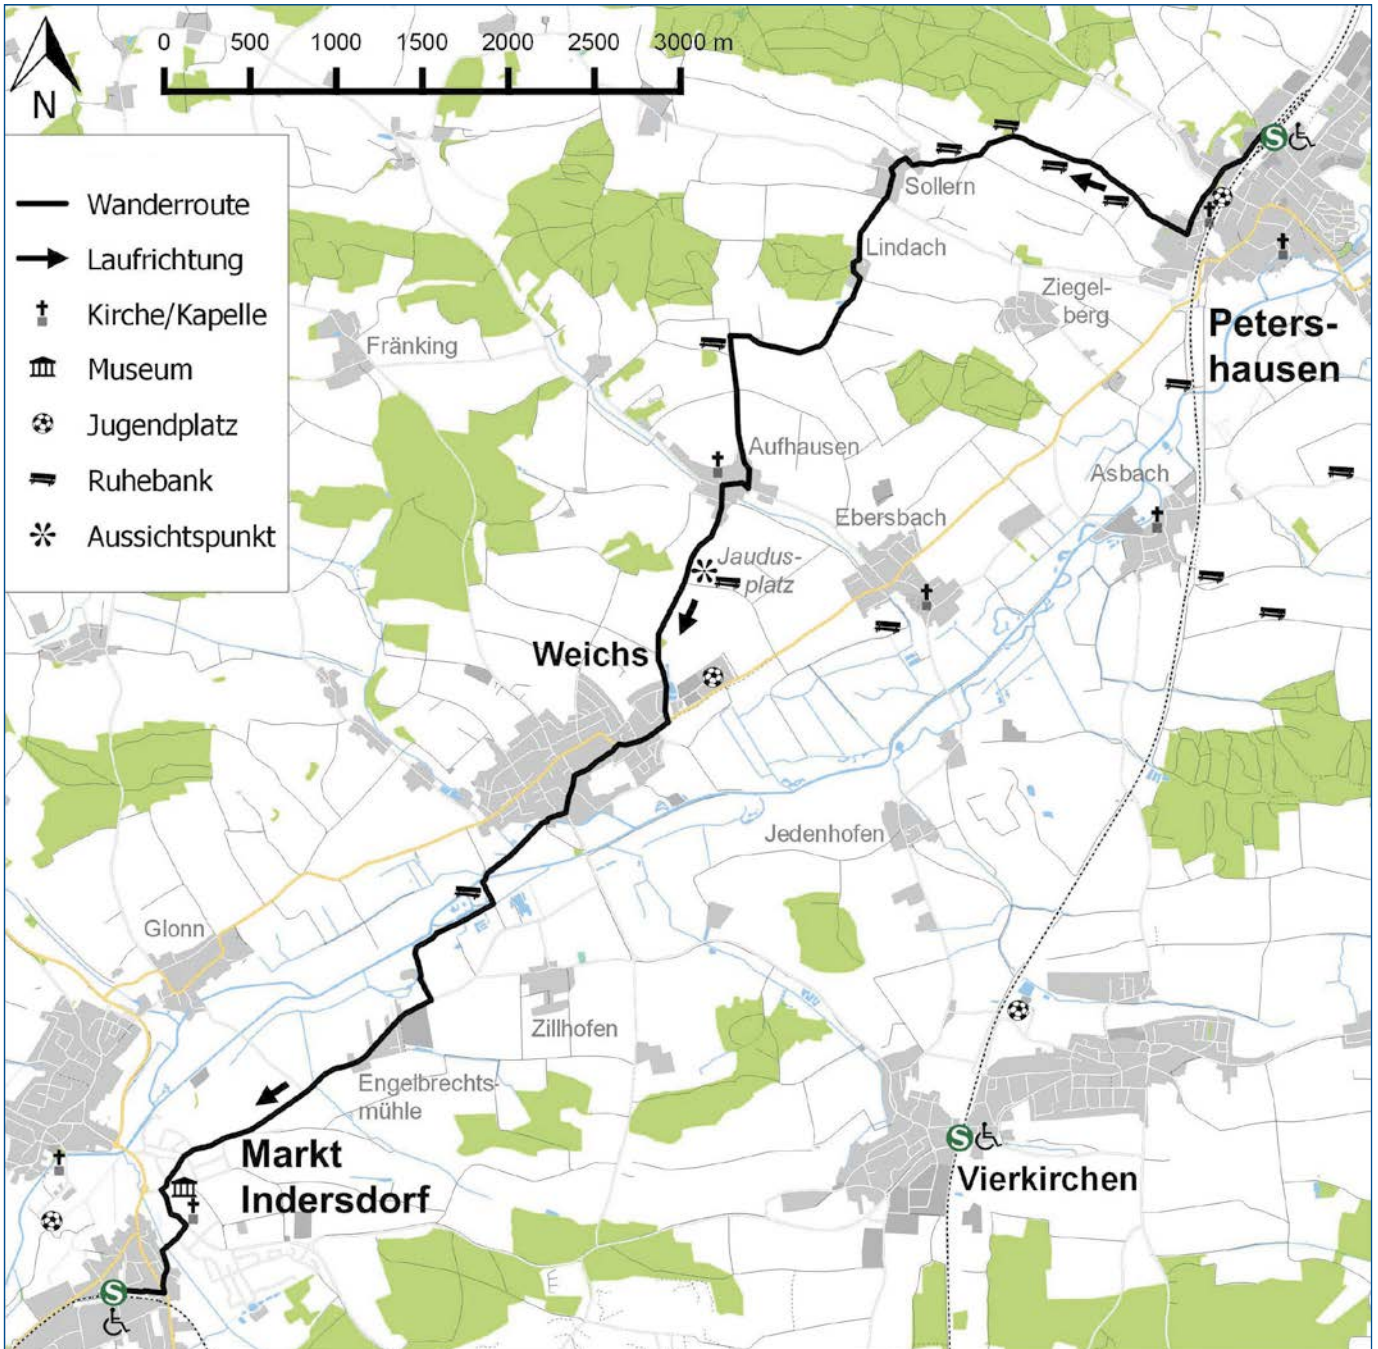 0 500 1000 1500 2000 2500 3000 m
N
Wanderroute
Laufrichtung
Kirche/Kapelle
Museum
Jugendplatz
Ruhebank
Aussichtspunkt
S
Sollern
Lindach
Ziegel-
berg
Peters-
hausen
Fränking
Aufhausen
Asbach
Ebersbach
Jaudus-
platz
Weichs
Jedenhofen
Glonn
Zillhofen
Engelbrechts-
mühle
Markt
Indersdorf
S
Vierkirchen
S